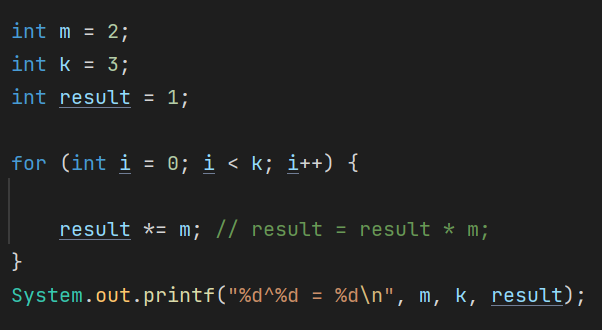 int m = 2;
int k = 3;
int result = 1;
for (int i = 0; i < k; i++) {
result *= m; // result = result * m;
}
System.out.printf("%d^%d = %d\n", m, k, result);